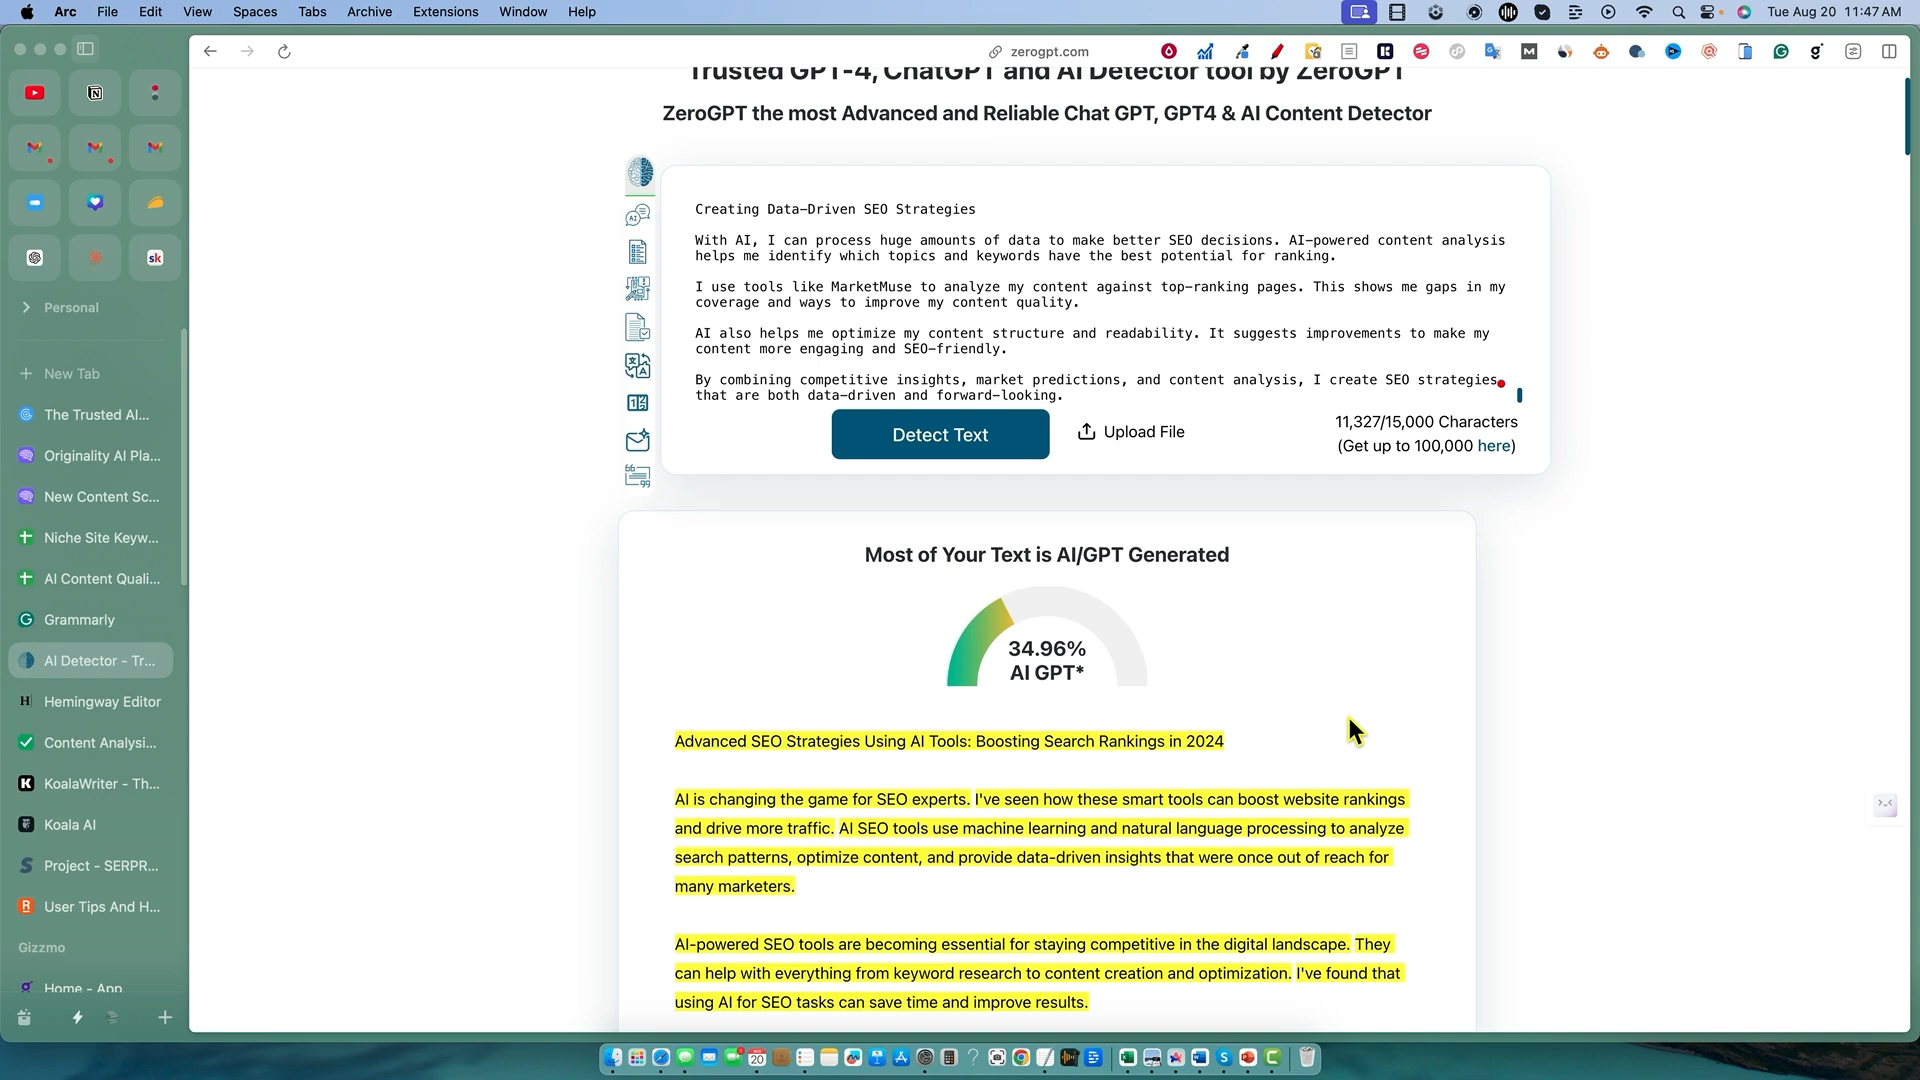 Arc File Edit View Spaces Tabs Archive Extensions Window Help Tue Aug 20 11:47 AM
zerogpt.com
Trusted GPT-4, ChatGPT and AI Detector tool by ZeroGPT
ZeroGPT the most Advanced and Reliable Chat GPT, GPT4 & AI Content Detector
sk
Personal
New Tab
The Trusted AI...
Originality AI Pla...
New Content Sc...
Niche Site Keyw...
AI Content Quali...
Grammarly
AI Detector - Tr...
Hemingway Editor
Content Analysi...
KoalaWriter - Th...
Koala AI
Project - SERPR...
User Tips And H...
Gizzmo
Home - App
Creating Data-Driven SEO Strategies
With AI, I can process huge amounts of data to make better SEO decisions. AI-powered content analysis
helps me identify which topics and keywords have the best potential for ranking.
I use tools like MarketMuse to analyze my content against top-ranking pages. This shows me gaps in my
coverage and ways to improve my content quality.
AI also helps me optimize my content structure and readability. It suggests improvements to make my
content more engaging and SEO-friendly.
By combining competitive insights, market predictions, and content analysis, I create SEO strategies
that are both data-driven and forward-looking.
Detect Text
Upload File
11,327/15,000 Characters
(Get up to 100,000 here)
Most of Your Text is AI/GPT Generated
34.96%
AI GPT*
Advanced SEO Strategies Using AI Tools: Boosting Search Rankings in 2024
AI is changing the game for SEO experts. I've seen how these smart tools can boost website rankings
and drive more traffic. AI SEO tools use machine learning and natural language processing to analyze
search patterns, optimize content, and provide data-driven insights that were once out of reach for
many marketers.
AI-powered SEO tools are becoming essential for staying competitive in the digital landscape. They
can help with everything from keyword research to content creation and optimization. I've found that
using AI for SEO tasks can save time and improve results.